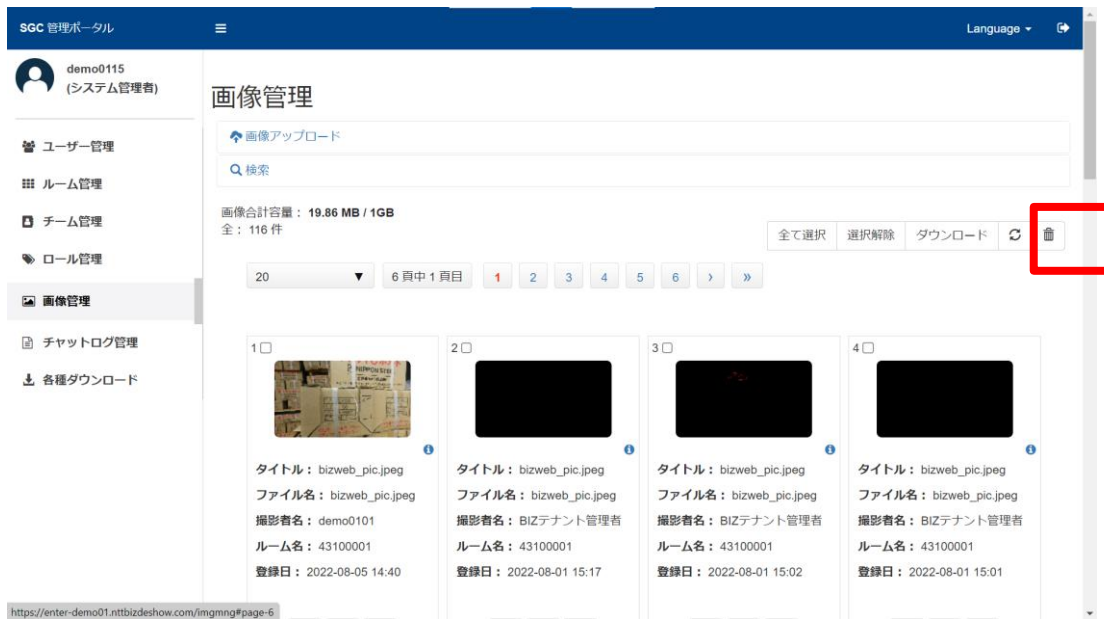 SGC 管理ポータル
Language
demo0115
(システム管理者)
ユーザー管理
ルーム管理
チーム管理
ロール管理
画像管理
チャットログ管理
各種ダウンロード
画像管理
画像アップロード
検索
画像合計容量： 19.86 MB / 1GB
全： 116 件
全て選択 選択解除 ダウンロード
20 ▼ 6 頁中 1 頁目 1 2 3 4 5 6 › »
1
NIPPON
タイトル： bizweb_pic.jpeg
ファイル名： bizweb_pic.jpeg
撮影者名： demo0101
ルーム名： 43100001
登録日： 2022-08-05 14:40
2
タイトル： bizweb_pic.jpeg
ファイル名： bizweb_pic.jpeg
撮影者名： BIZテナント管理者
ルーム名： 43100001
登録日： 2022-08-01 15:17
3
タイトル： bizweb_pic.jpeg
ファイル名： bizweb_pic.jpeg
撮影者名： BIZテナント管理者
ルーム名： 43100001
登録日： 2022-08-01 15:02
4
タイトル： bizweb_pic.jpeg
ファイル名： bizweb_pic.jpeg
撮影者名： BIZテナント管理者
ルーム名： 43100001
登録日： 2022-08-01 15:01
https://enter-demo01.nttbizdeshow.com/imgmng#page-6